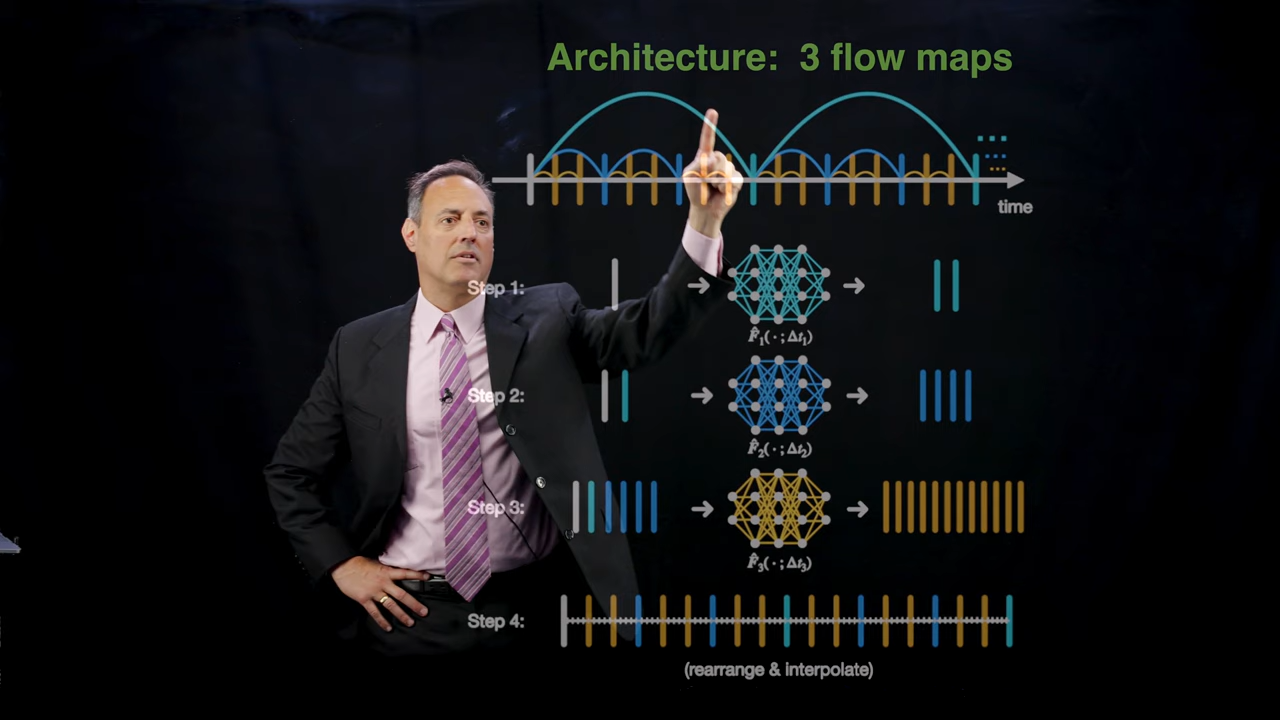 Architecture: 3 flow maps
time
Step 1:
F̂₁( · ; Δt₁)
Step 2:
F̂₂( · ; Δt₂)
Step 3:
F̂₃( · ; Δt₃)
Step 4:
(rearrange & interpolate)